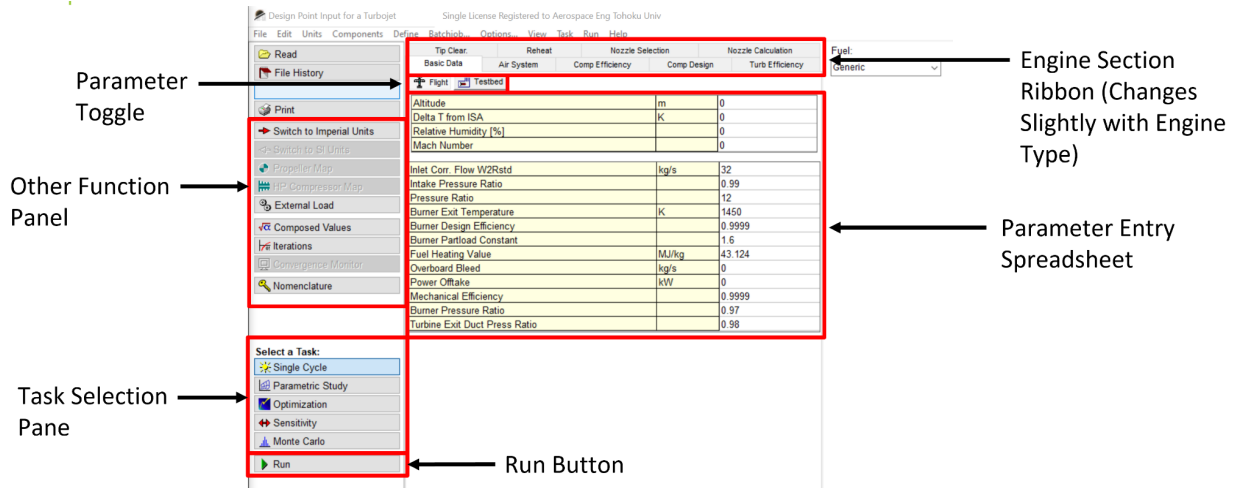 Design Point Input for a Turbojet Single License Registered to Aerospace Eng Tohoku Univ
File Edit Units Components Define Batchjob... Options... View Task Run Help
Read
File History
Print
Switch to Imperial Units
Switch to SI Units
Propeller Map
HP Compressor Map
External Load
Composed Values
Iterations
Convergence Monitor
Nomenclature
Select a Task:
Single Cycle
Parametric Study
Optimization
Sensitivity
Monte Carlo
Run
Tip Clear. Reheat Nozzle Selection Nozzle Calculation
Basic Data Air System Comp Efficiency Comp Design Turb Efficiency
Flight Testbed
Altitude m 0
Delta T from ISA K 0
Relative Humidity [%] 0
Mach Number 0
Inlet Corr. Flow W2Rstd kg/s 32
Intake Pressure Ratio 0.99
Pressure Ratio 12
Burner Exit Temperature K 1450
Burner Design Efficiency 0.9999
Burner Partload Constant 1.6
Fuel Heating Value MJ/kg 43.124
Overboard Bleed kg/s 0
Power Offtake kW 0
Mechanical Efficiency 0.9999
Burner Pressure Ratio 0.97
Turbine Exit Duct Press Ratio 0.98
Fuel:
Generic
Parameter
Toggle
Other Function
Panel
Task Selection
Pane
Run Button
Engine Section
Ribbon (Changes
Slightly with Engine
Type)
Parameter Entry
Spreadsheet